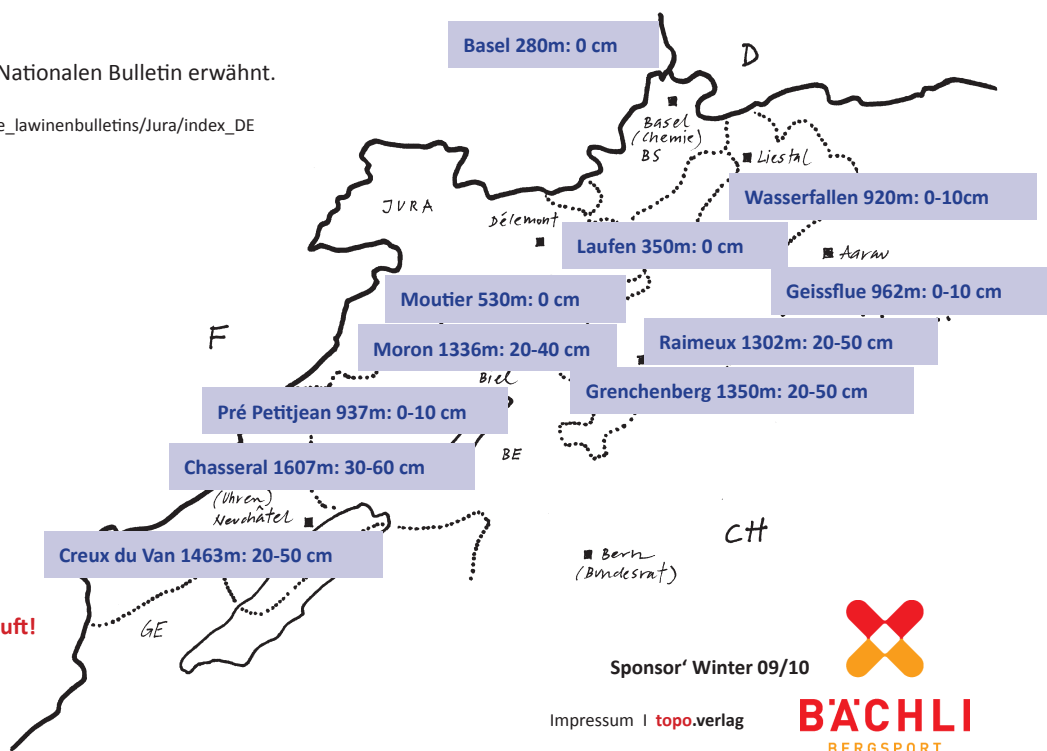 Basel 280m: 0 cm
D
Nationalen Bulletin erwähnt.
e_lawinenbulletins/Jura/index_DE
Basel
(Chemie)
BS
Liestal
Wasserfallen 920m: 0-10cm
JURA
Délemont
Laufen 350m: 0 cm
Aarau
Moutier 530m: 0 cm
Geissflue 962m: 0-10 cm
F
Moron 1336m: 20-40 cm
Raimeux 1302m: 20-50 cm
Biel
Grenchenberg 1350m: 20-50 cm
Pré Petitjean 937m: 0-10 cm
BE
Chasseral 1607m: 30-60 cm
(Uhren)
Neuchâtel
CH
Creux du Van 1463m: 20-50 cm
Bern
(Bundesrat)
uft!
GE
Sponsor‘ Winter 09/10
Impressum I topo.verlag
BÄCHLI
BERGSPORT